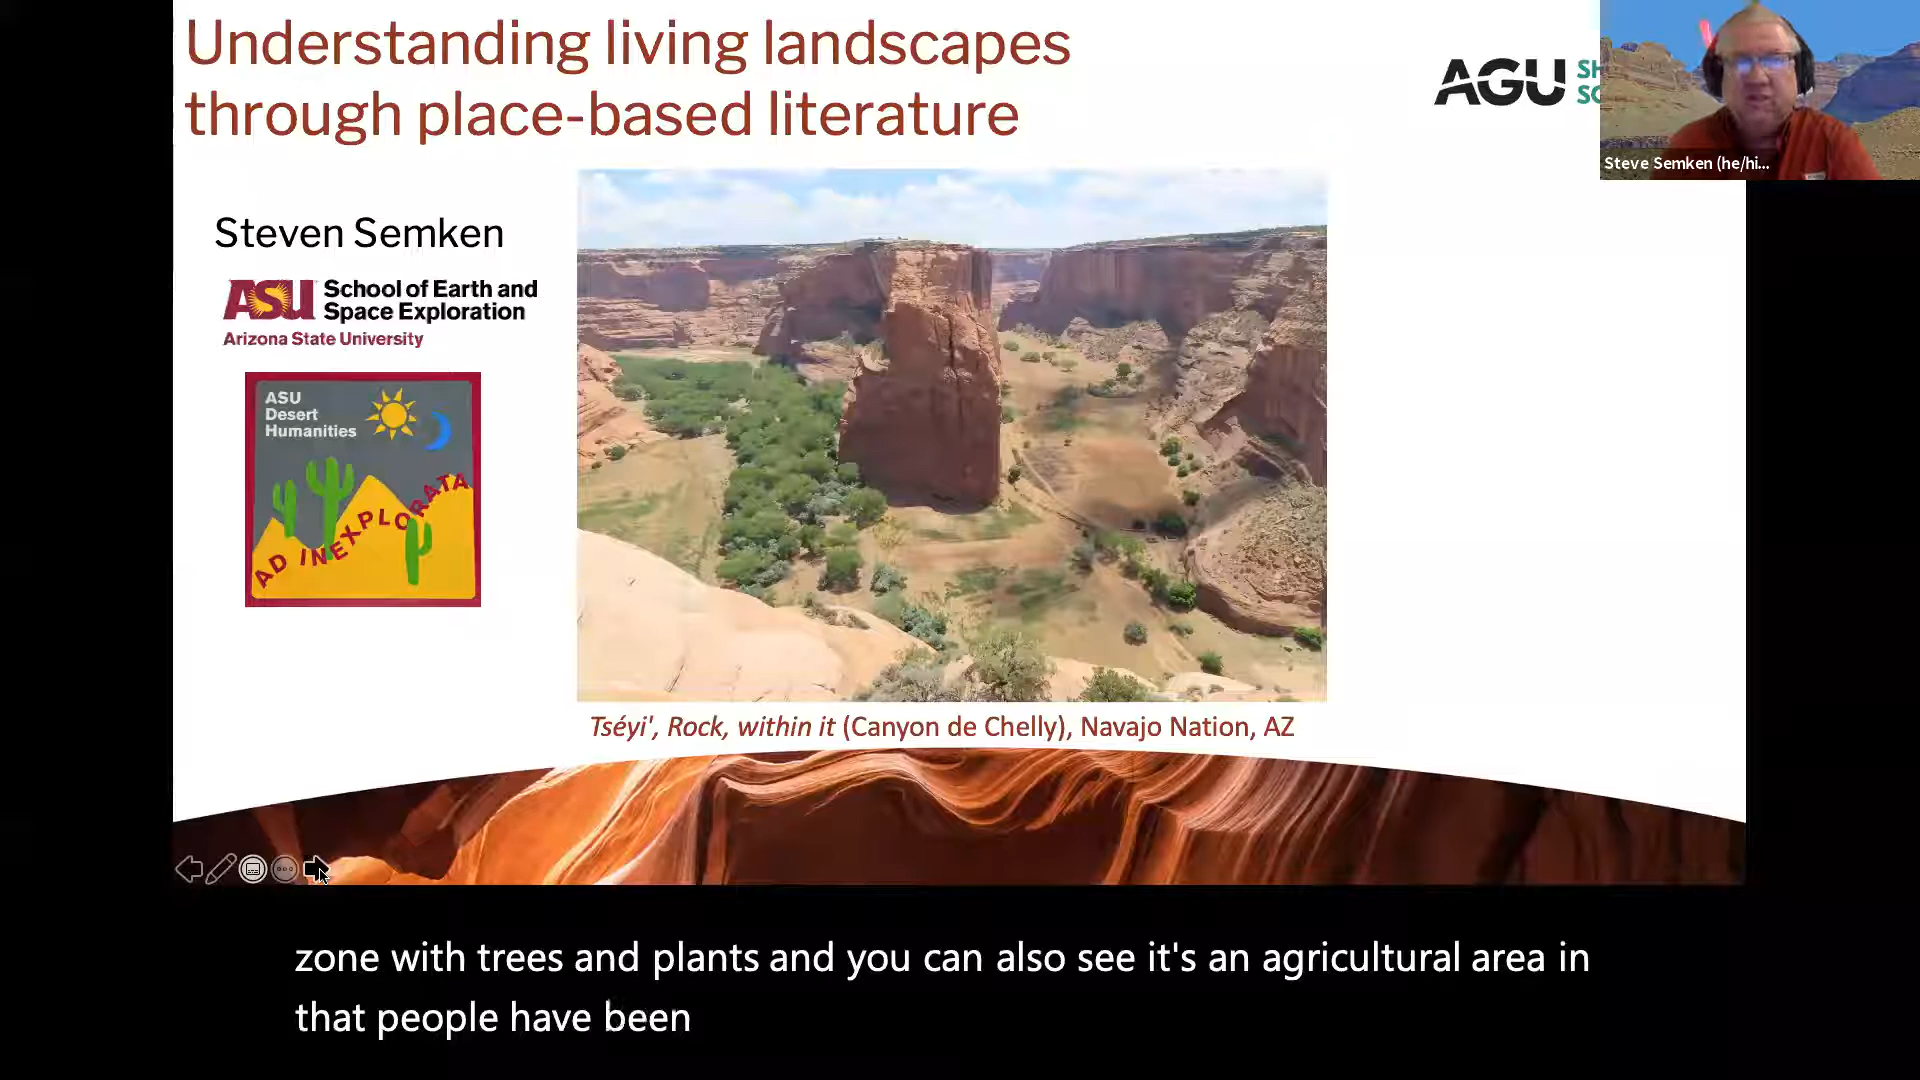 Understanding living landscapes
through place-based literature
AGU
Steve Semken (he/hi...
Steven Semken
ASU School of Earth and
Space Exploration
Arizona State University
ASU
Desert
Humanities
AD INEXPLORATA
Tséyi', Rock, within it (Canyon de Chelly), Navajo Nation, AZ
zone with trees and plants and you can also see it's an agricultural area in
that people have been